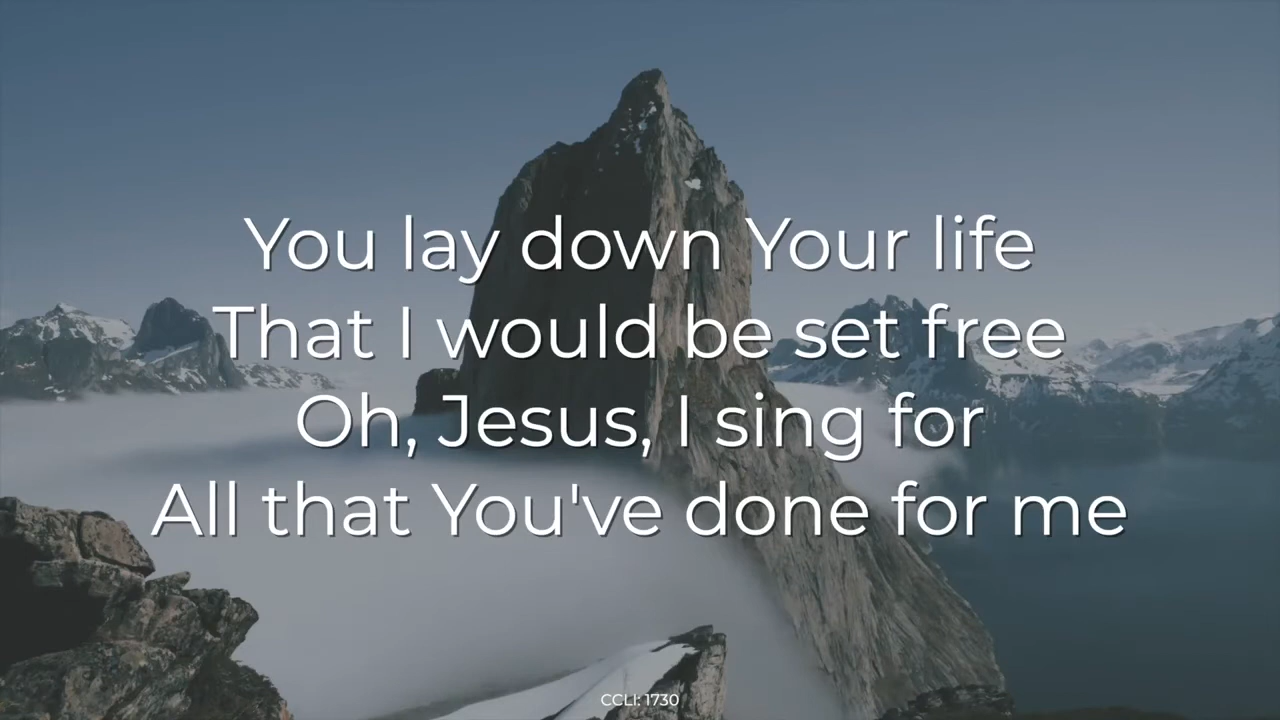 You lay down Your life
That I would be set free
Oh, Jesus, I sing for
All that You've done for me
CCLI: 1730